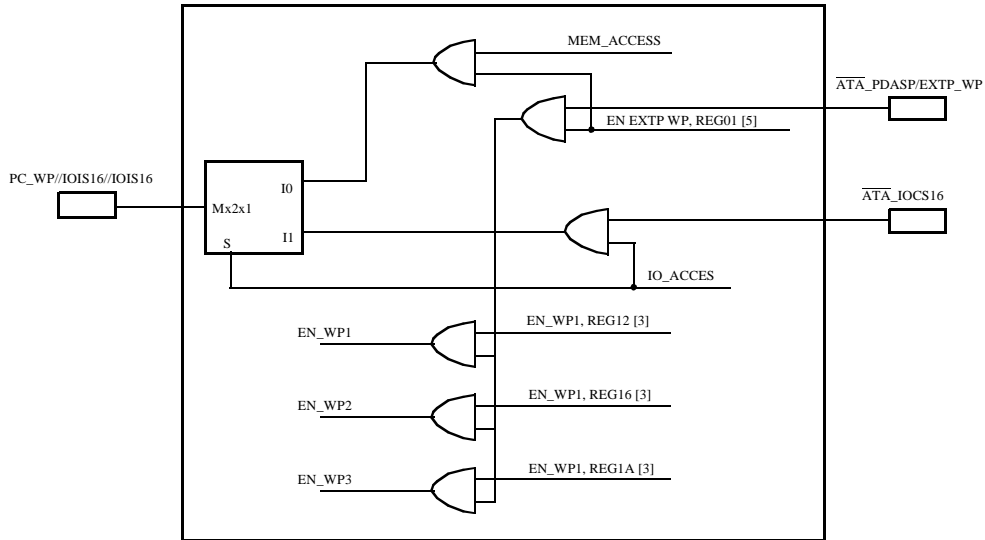 MEM_ACCESS
ATA_PDASP/EXTP_WP
EN EXTP WP, REG01 [5]
PC_WP//IOIS16//IOIS16
I0
Mx2x1
ATA_IOCS16
I1
S
IO_ACCES
EN_WP1, REG12 [3]
EN_WP1
EN_WP1, REG16 [3]
EN_WP2
EN_WP1, REG1A [3]
EN_WP3